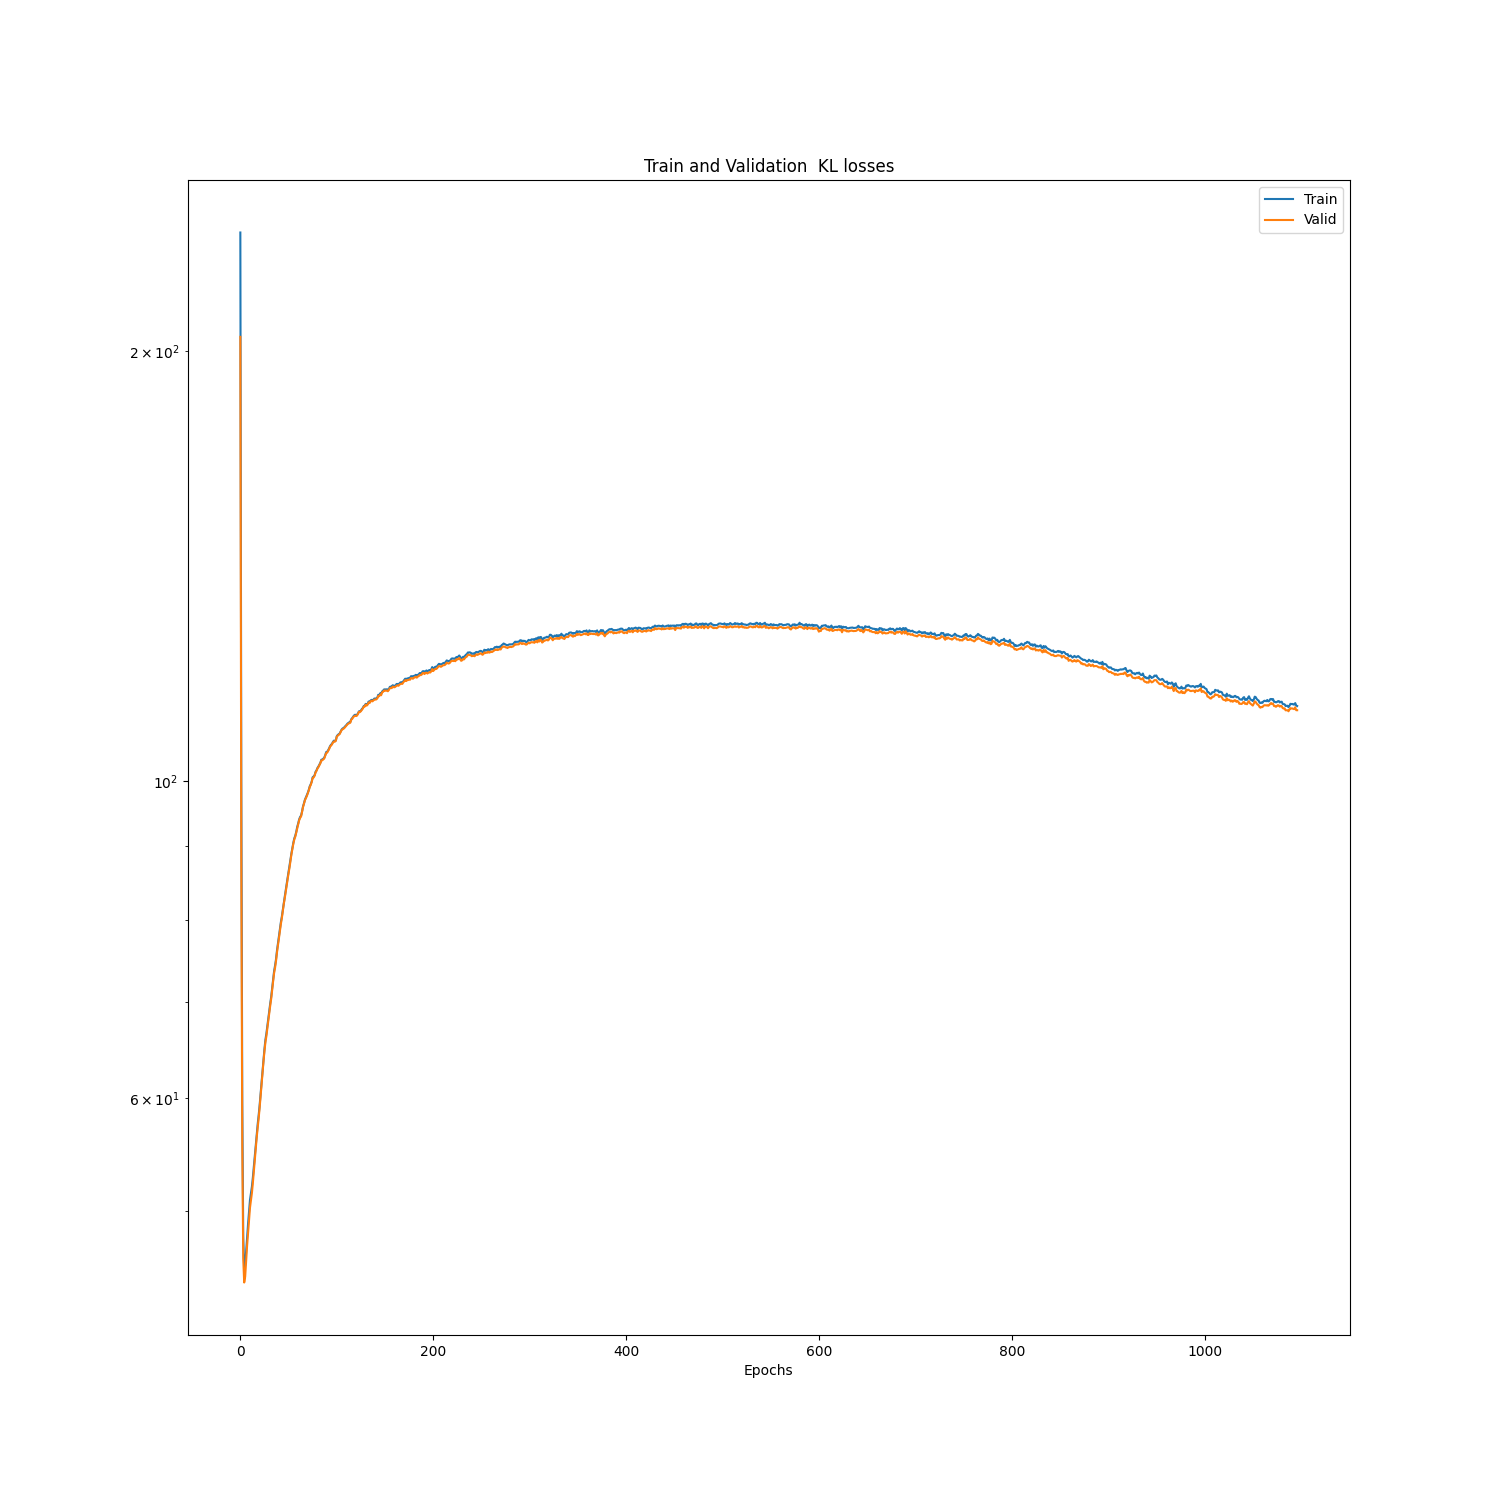 Train and Validation  KL losses
Train
Valid
2 × 10²
10²
6 × 10¹
0 200 400 600 800 1000
Epochs